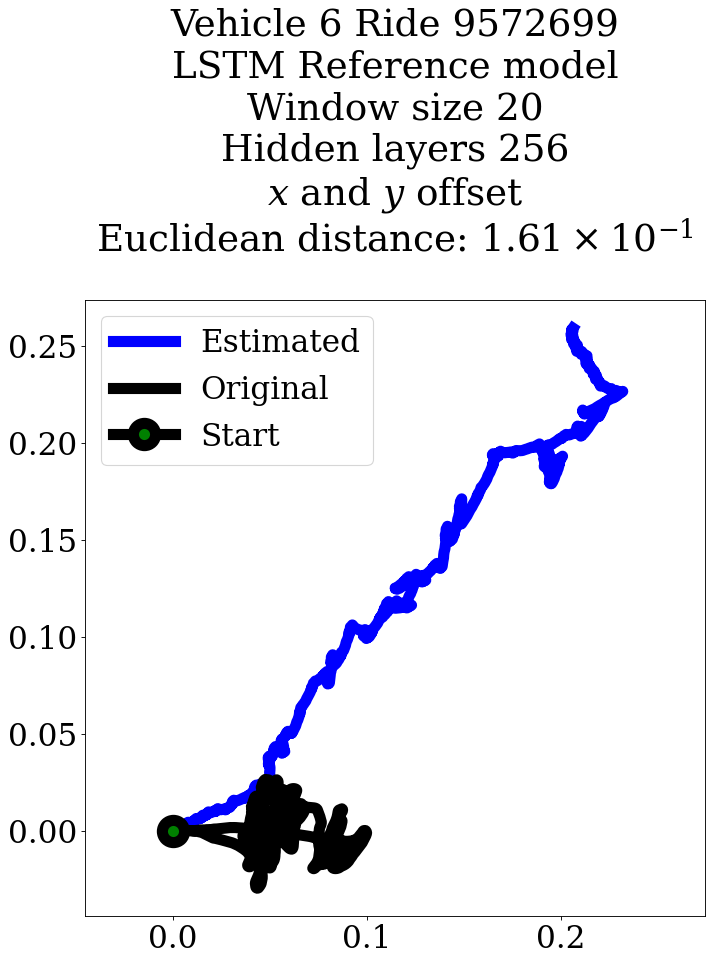 Vehicle 6 Ride 9572699
LSTM Reference model
Window size 20
Hidden layers 256
x and y offset
Euclidean distance: 1.61 × 10⁻¹
Estimated
Original
Start
0.25
0.20
0.15
0.10
0.05
0.00
0.0 0.1 0.2